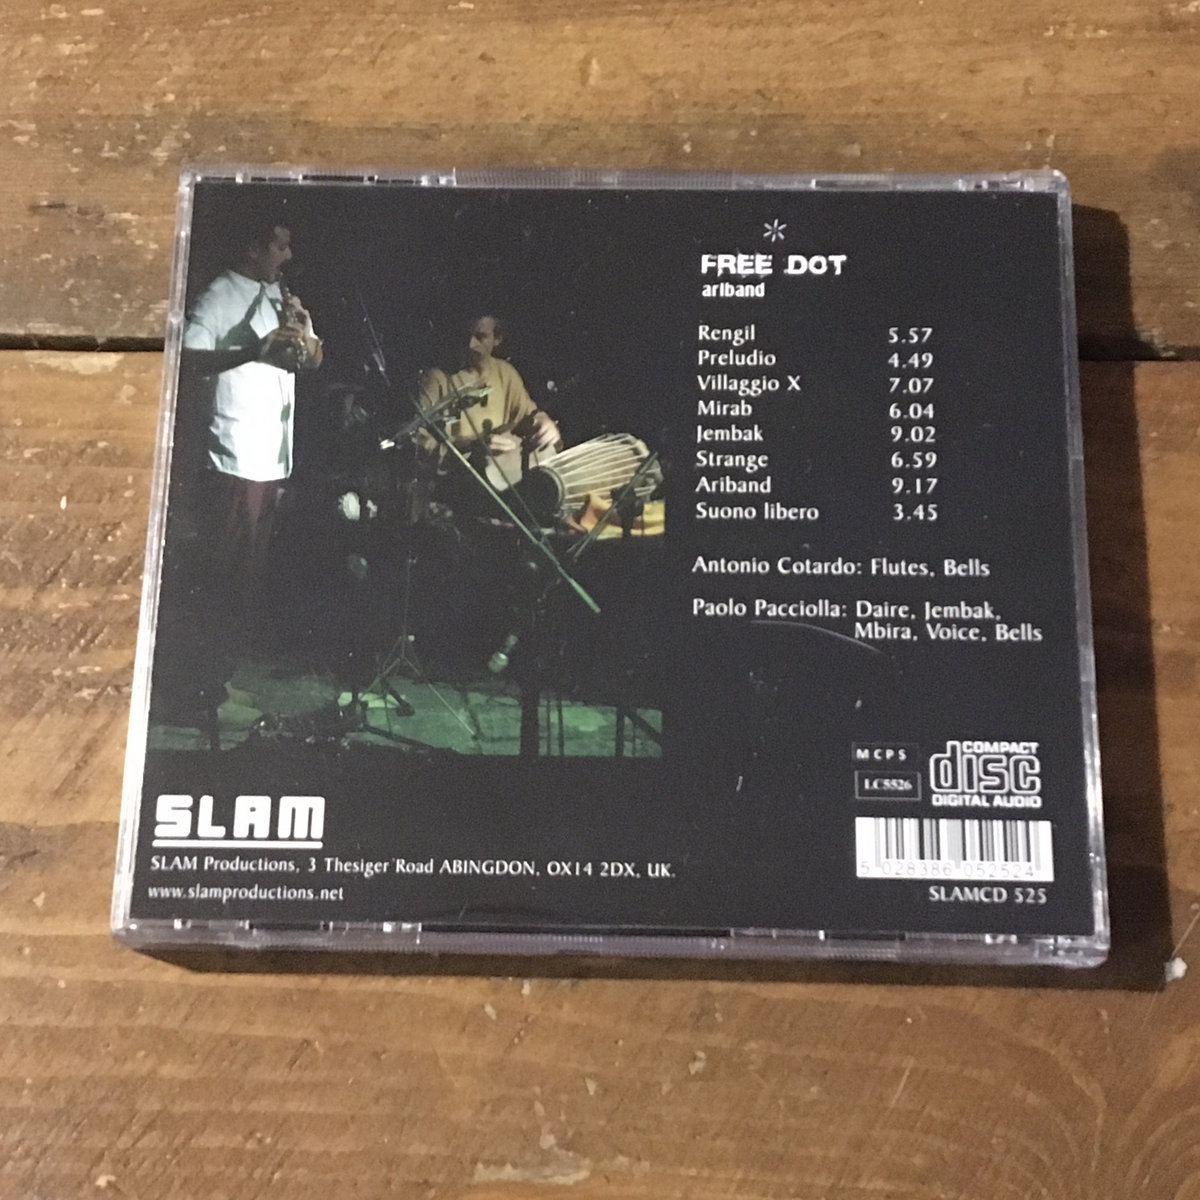 FREE DOT
ariband
Rengil 5.57
Preludio 4.49
Villaggio X 7.07
Mirab 6.04
Jembak 9.02
Strange 6.59
Ariband 9.17
Suono libero 3.45
Antonio Cotardo: Flutes, Bells
Paolo Pacciolla: Daire, Jembak,
Mbira, Voice, Bells
MCPS
LC5526
COMPACT
disc
DIGITAL AUDIO
5 028386 052524
SLAMCD 525
SLAM
SLAM Productions, 3 Thesiger Road ABINGDON, OX14 2DX, UK.
www.slamproductions.net